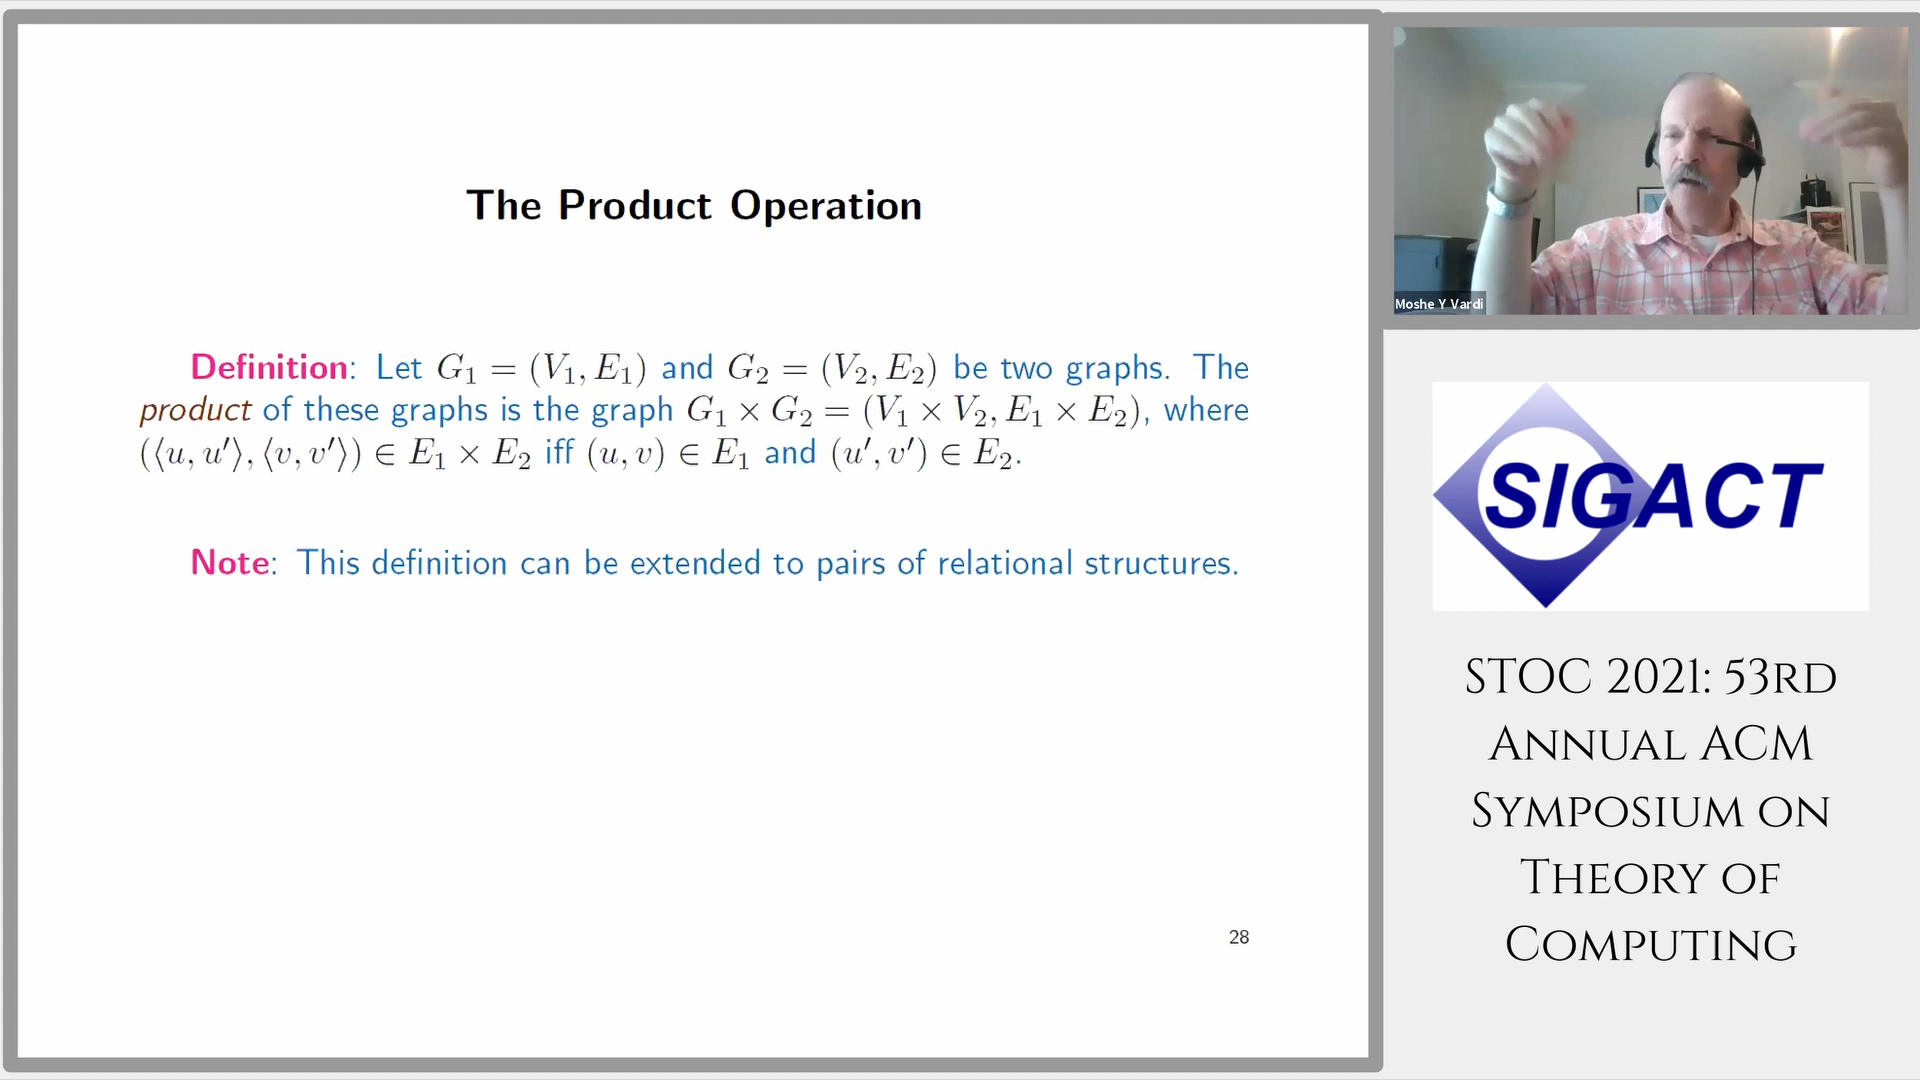 The Product Operation
Definition: Let G₁ = (V₁, E₁) and G₂ = (V₂, E₂) be two graphs. The
product of these graphs is the graph G₁ × G₂ = (V₁ × V₂, E₁ × E₂), where
(⟨u, u′⟩, ⟨v, v′⟩) ∈ E₁ × E₂ iff (u, v) ∈ E₁ and (u′, v′) ∈ E₂.
Note: This definition can be extended to pairs of relational structures.
28
Moshe Y Vardi
SIGACT
STOC 2021: 53rd
Annual ACM
Symposium on
Theory of
Computing